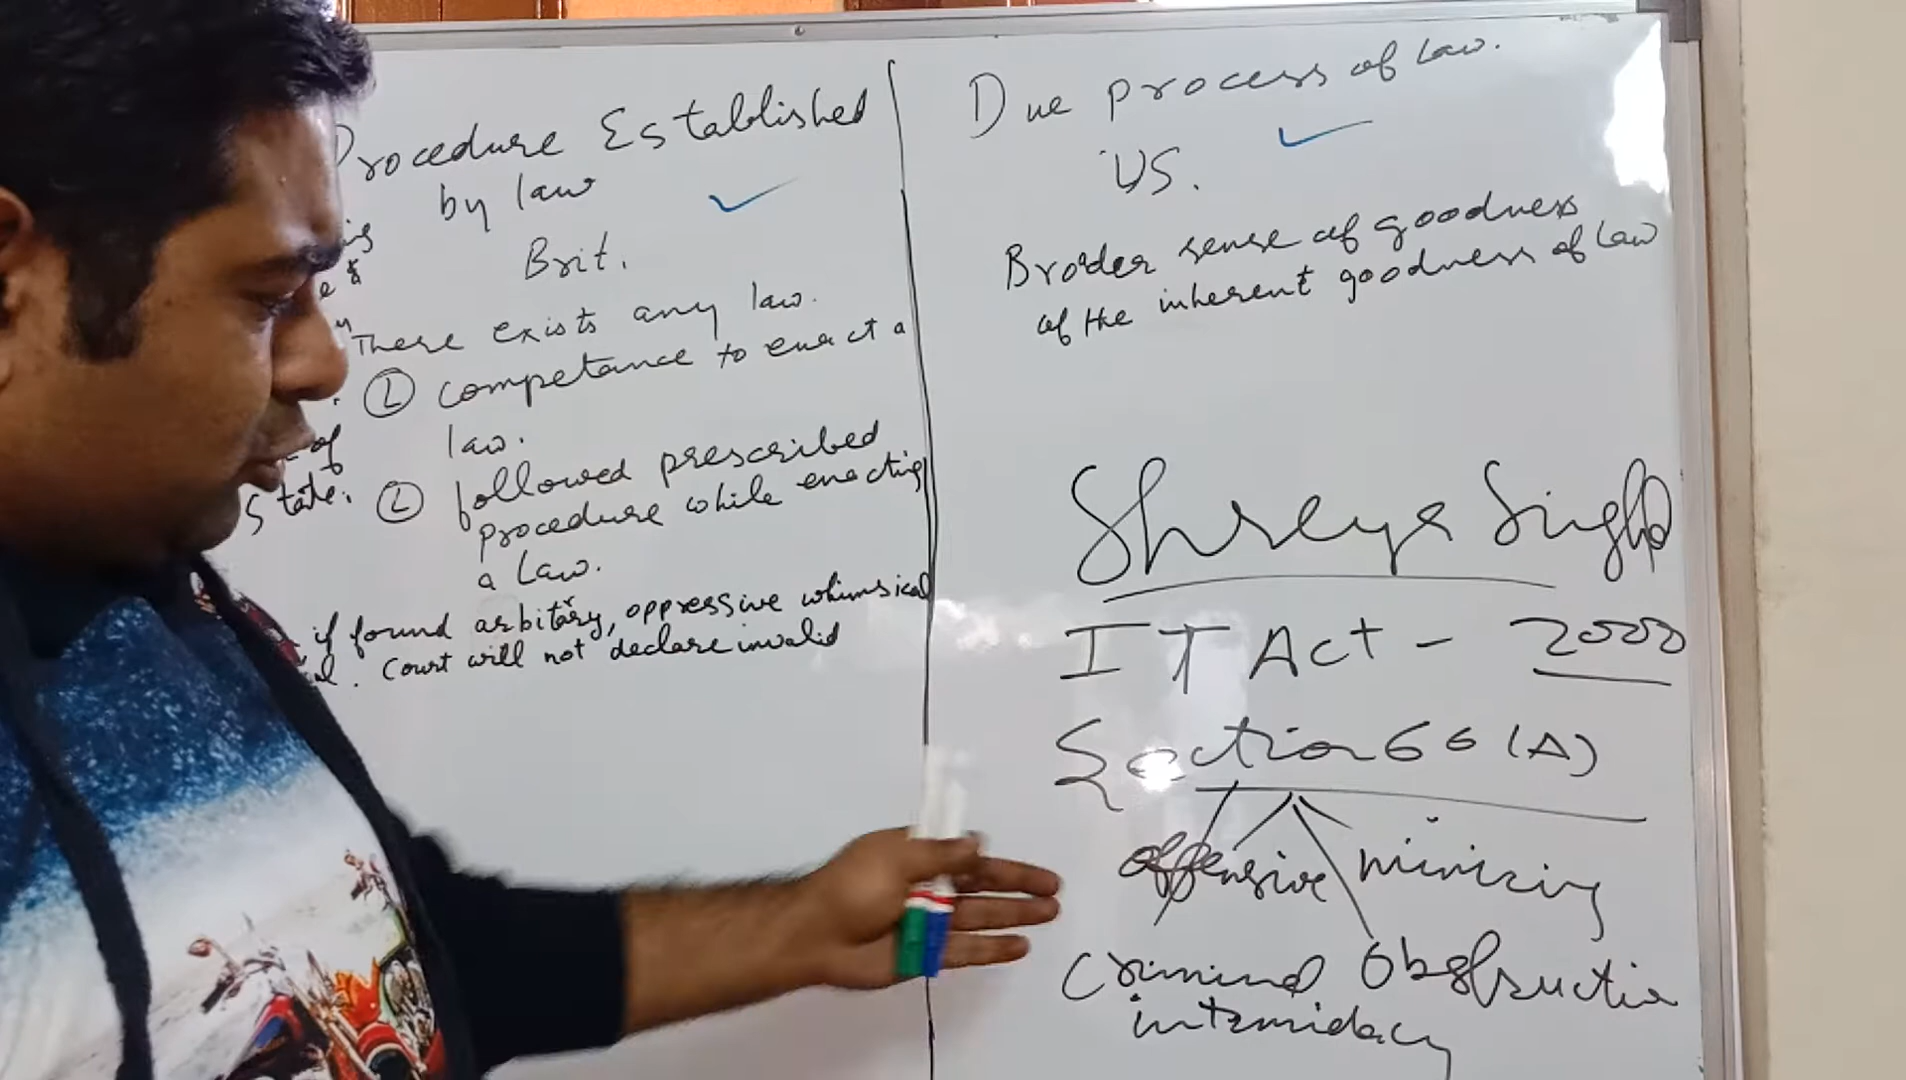 Procedure Established
by law
Brit.
There exists any law.
① competance to enact a
law.
State.
② followed prescribed
procedure while enacting
a law.
if found arbitary, oppressive whimsical
Court will not declare invalid
Due process of law.
US.
Broader sense of goodness
of the inherent goodness of law
Shreya Singhal
IT Act - 2000
Section 66 (A)
offensive
Criminal Obstruction
intimidacy